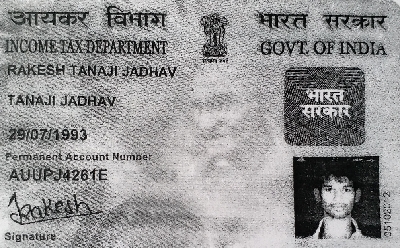 आयकर विभाग
INCOME TAX DEPARTMENT
भारत सरकार
GOVT. OF INDIA
RAKESH TANAJI JADHAV
TANAJI JADHAV
29/07/1993
Permanent Account Number
AUUPJ4261E
Signature
भारत
सरकार